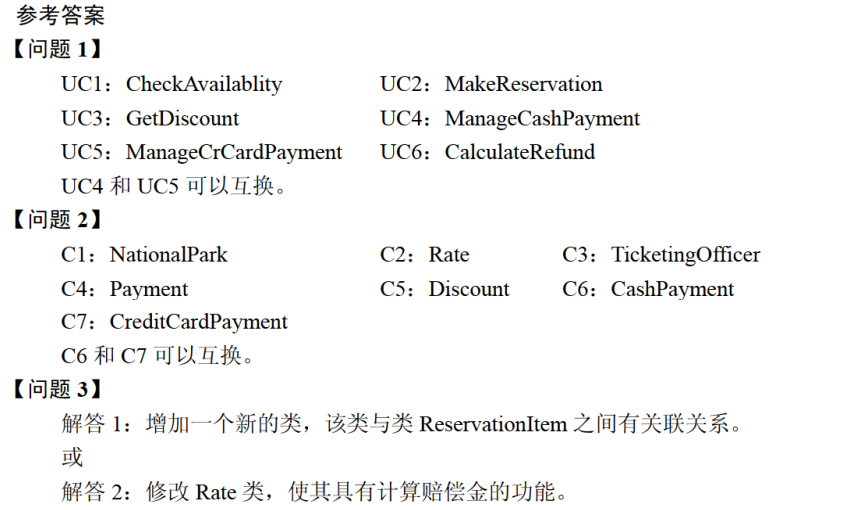 参考答案
【问题 1】
UC1：CheckAvailablity UC2：MakeReservation
UC3：GetDiscount UC4：ManageCashPayment
UC5：ManageCrCardPayment UC6：CalculateRefund
UC4 和 UC5 可以互换。
【问题 2】
C1：NationalPark C2：Rate C3：TicketingOfficer
C4：Payment C5：Discount C6：CashPayment
C7：CreditCardPayment
C6 和 C7 可以互换。
【问题 3】
解答 1：增加一个新的类，该类与类 ReservationItem 之间有关联关系。
或
解答 2：修改 Rate 类，使其具有计算赔偿金的功能。